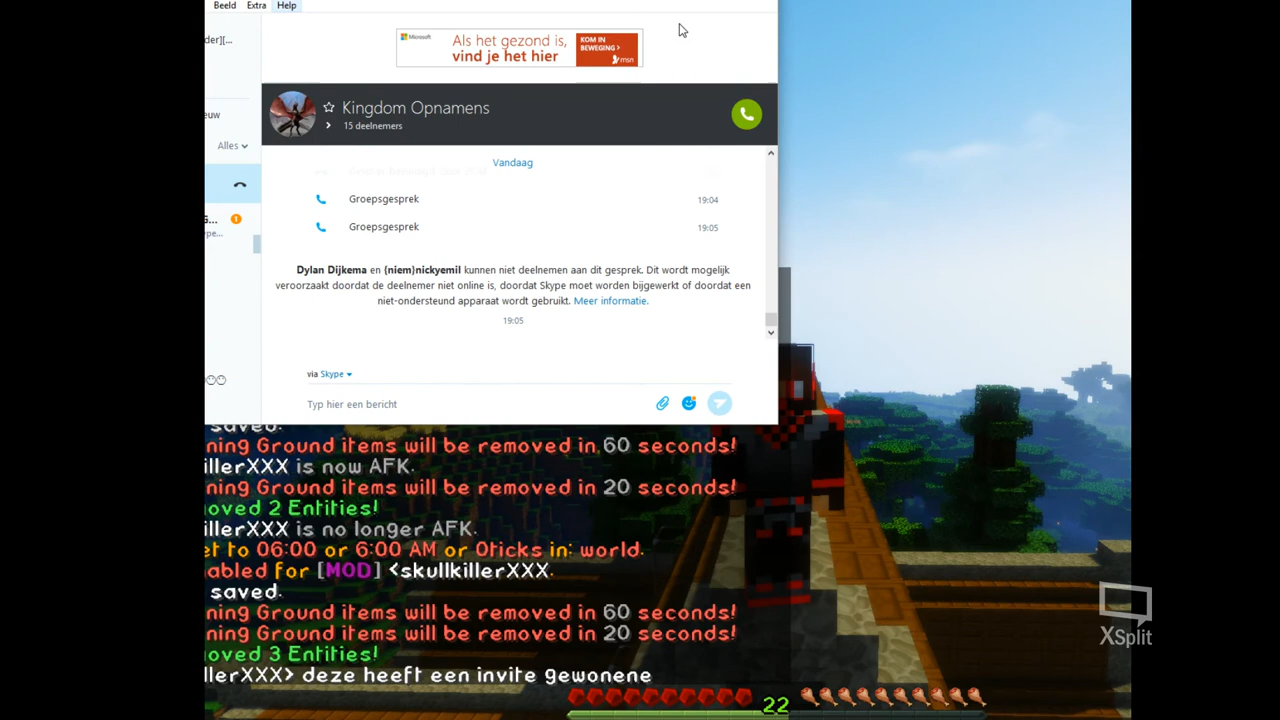 Beeld Extra Help
der][...
Microsoft
Als het gezond is,
vind je het hier
KOM IN
BEWEGING >
msn
Kingdom Opnamens
15 deelnemers
uw
Alles
Vandaag
Groepsgesprek 19:04
G... 1
Groepsgesprek 19:05
ype...
Dylan Dijkema en (niem)nickyemil kunnen niet deelnemen aan dit gesprek. Dit wordt mogelijk
veroorzaakt doordat de deelnemer niet online is, doordat Skype moet worden bijgewerkt of doordat een
niet-ondersteund apparaat wordt gebruikt. Meer informatie.
19:05
via Skype
Typ hier een bericht
saved.
ning Ground items will be removed in 60 seconds!
illerXXX is now AFK.
ning Ground items will be removed in 20 seconds!
oved 2 Entities!
illerXXX is no longer AFK.
et to 06:00 or 6:00 AM or 0ticks in: world.
abled for [MOD] <skullkillerXXX.
saved.
ning Ground items will be removed in 60 seconds!
ning Ground items will be removed in 20 seconds!
oved 3 Entities!
llerXXX> deze heeft een invite gewonene
22
XSplit